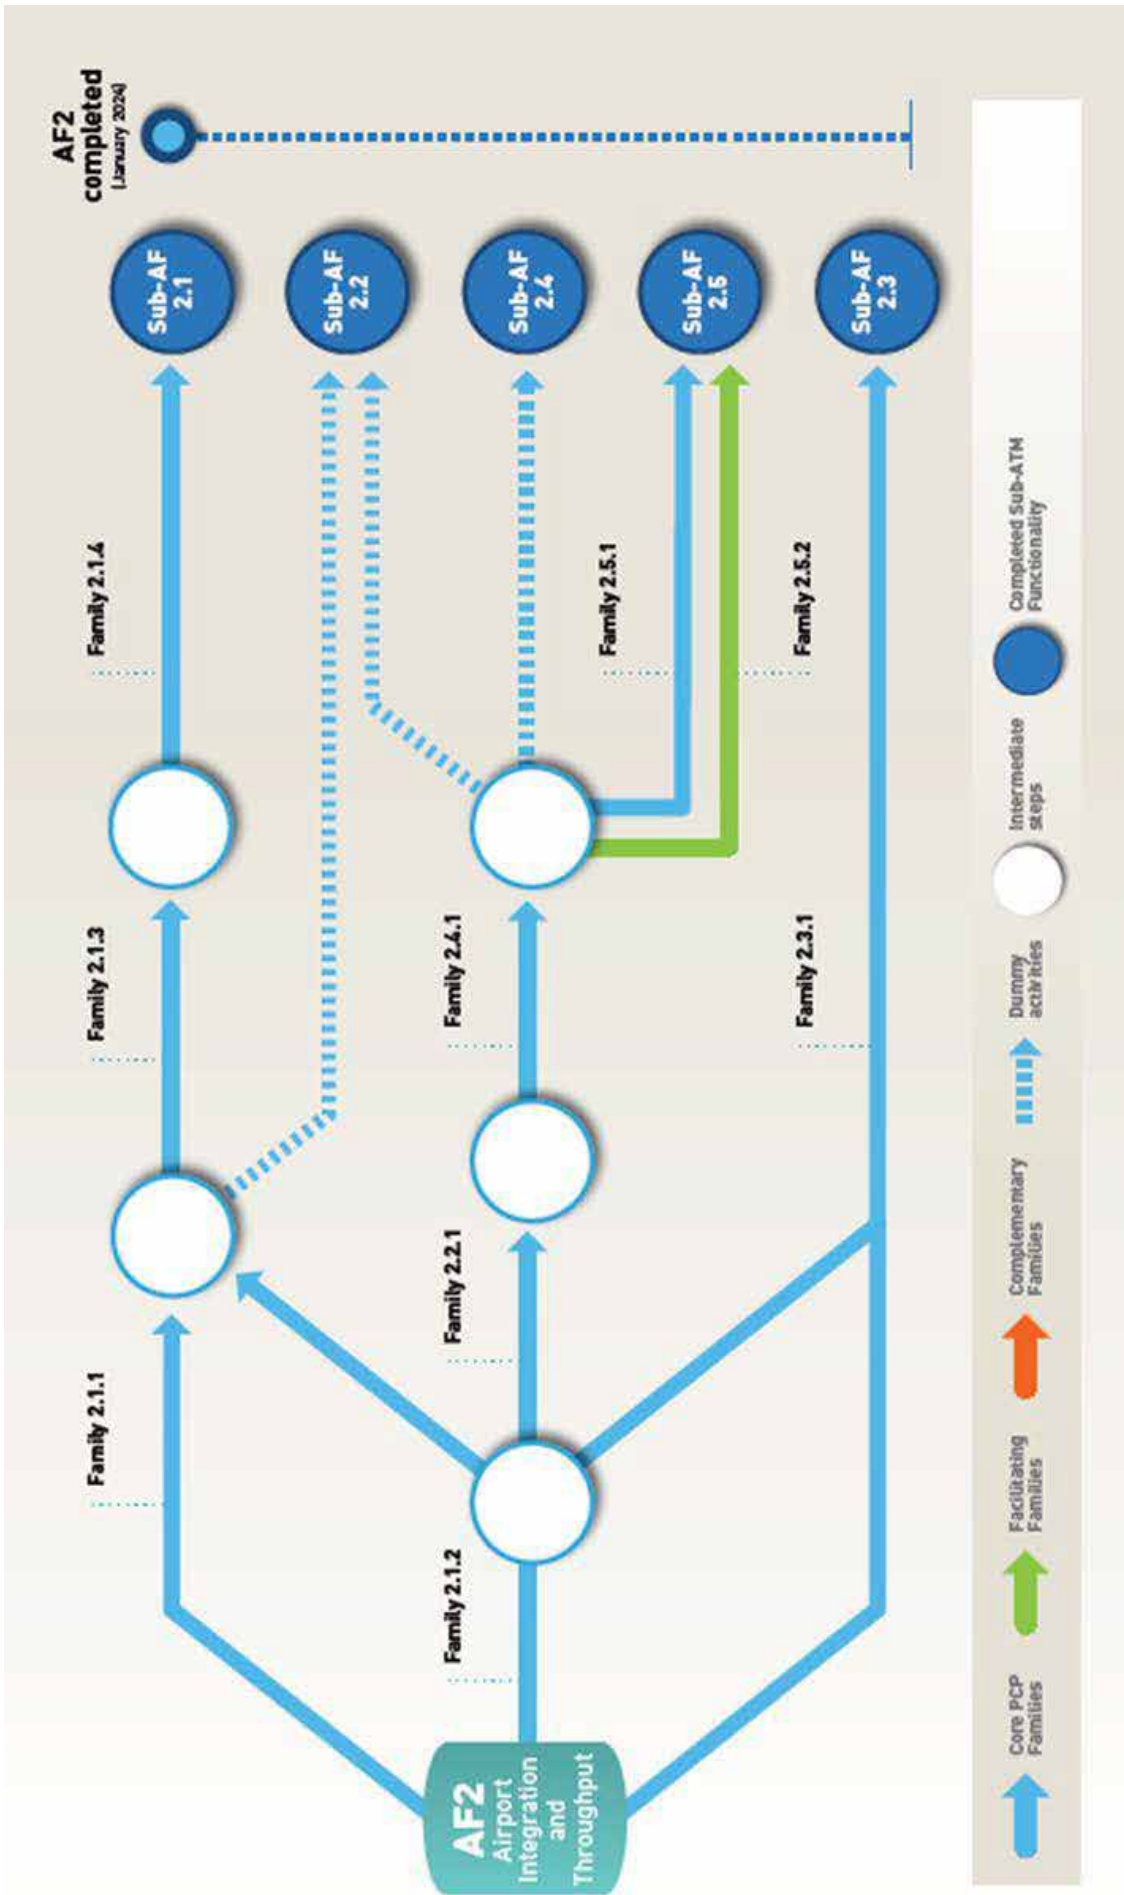 AF2
Airport
Integration
and
Throughput
Family 2.1.1
Family 2.1.3
Family 2.1.4
Family 2.1.2
Family 2.2.1
Family 2.4.1
Family 2.5.1
Family 2.5.2
Family 2.3.1
Sub-AF
2.1
Sub-AF
2.2
Sub-AF
2.4
Sub-AF
2.5
Sub-AF
2.3
AF2
completed
(January 2024)
Core PCP
Families
Facilitating
Families
Complementary
Families
Dummy
activities
Intermediate
steps
Completed Sub-ATM
Functionality